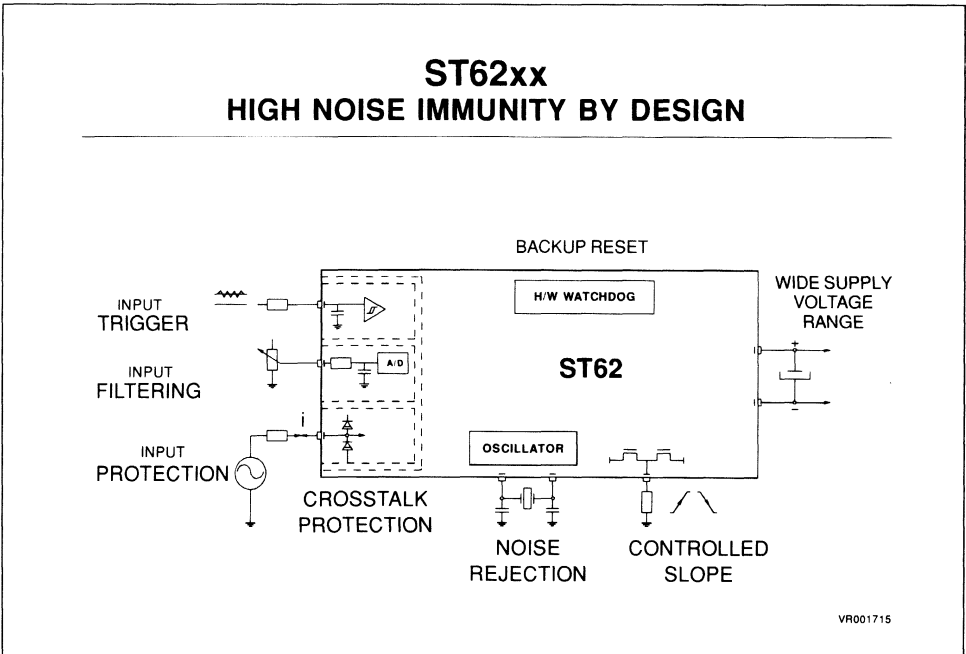 ST62xx
HIGH NOISE IMMUNITY BY DESIGN
BACKUP RESET
H/W WATCHDOG
WIDE SUPPLY
VOLTAGE
RANGE
INPUT
TRIGGER
INPUT
FILTERING
A/D
ST62
+
−
i
INPUT
PROTECTION
OSCILLATOR
CROSSTALK
PROTECTION
NOISE
REJECTION
CONTROLLED
SLOPE
VR001715